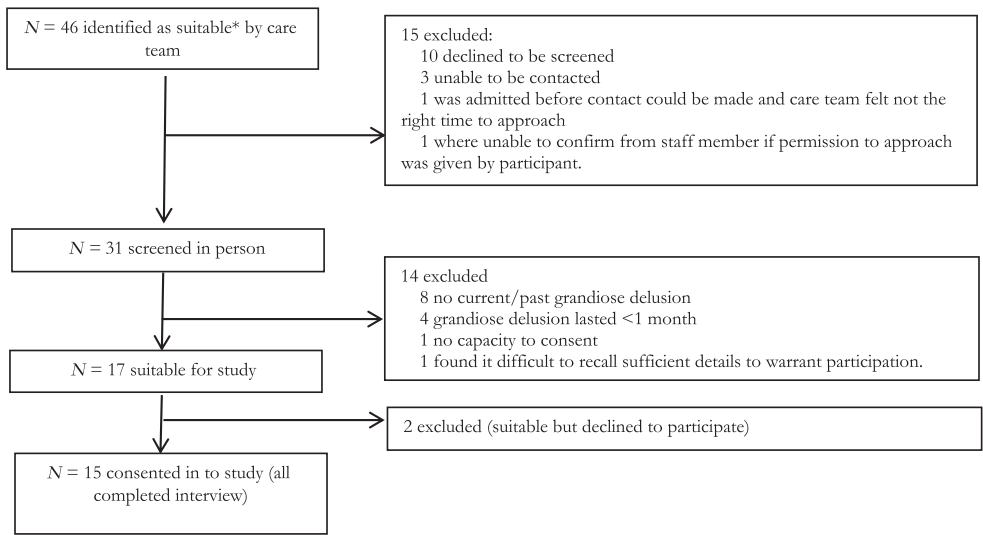 N = 46 identified as suitable* by care
team
15 excluded:
10 declined to be screened
3 unable to be contacted
1 was admitted before contact could be made and care team felt not the
right time to approach
1 where unable to confirm from staff member if permission to approach
was given by participant.
N = 31 screened in person
14 excluded
8 no current/past grandiose delusion
4 grandiose delusion lasted <1 month
1 no capacity to consent
1 found it difficult to recall sufficient details to warrant participation.
N = 17 suitable for study
2 excluded (suitable but declined to participate)
N = 15 consented in to study (all
completed interview)